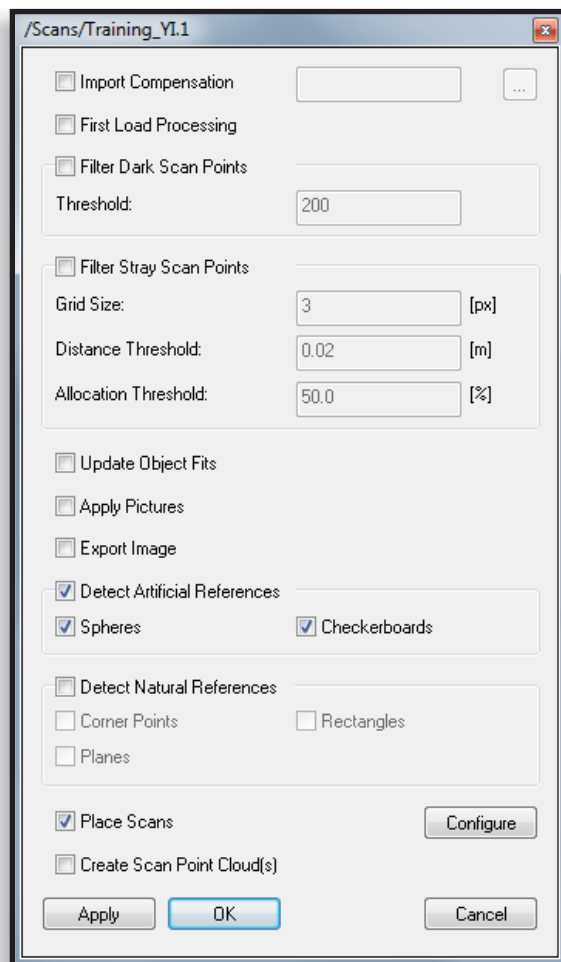 /Scans/Training_YI.1
Import Compensation ...
First Load Processing
Filter Dark Scan Points
Threshold: 200
Filter Stray Scan Points
Grid Size: 3 [px]
Distance Threshold: 0.02 [m]
Allocation Threshold: 50.0 [%]
Update Object Fits
Apply Pictures
Export Image
Detect Artificial References
Spheres Checkerboards
Detect Natural References
Corner Points Rectangles
Planes
Place Scans Configure
Create Scan Point Cloud(s)
Apply OK Cancel